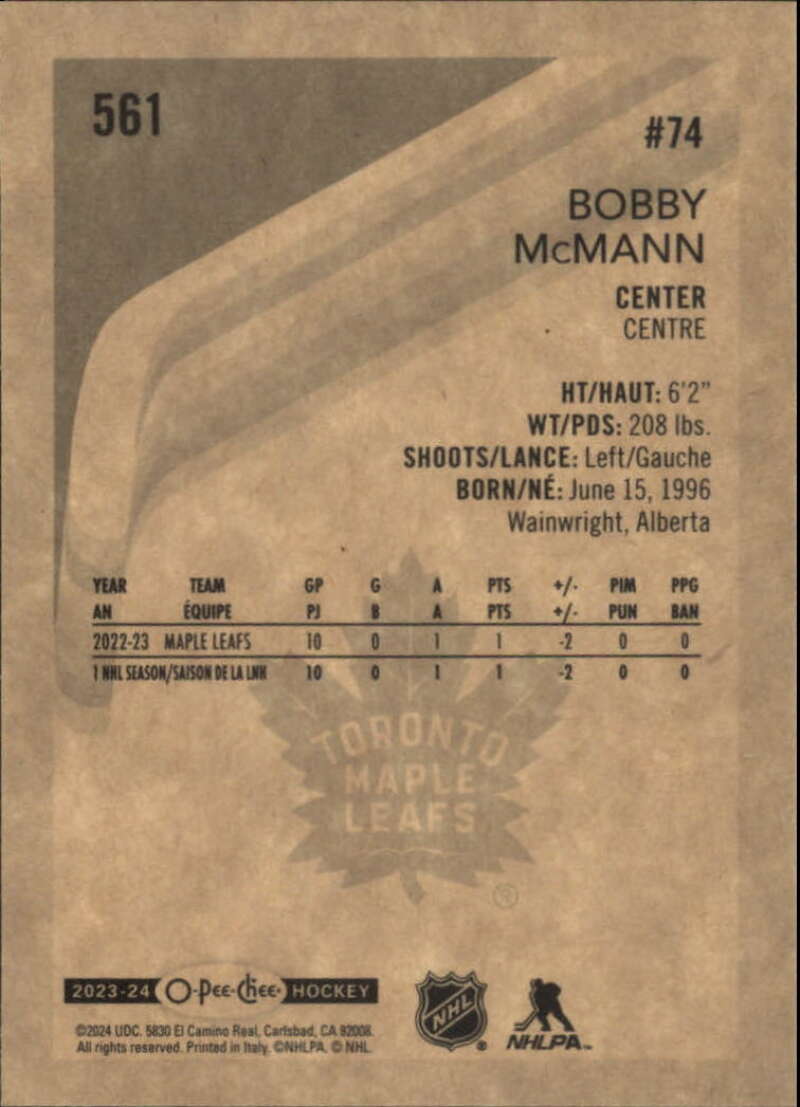 561
#74
BOBBY
McMANN
CENTER
CENTRE
HT/HAUT: 6'2"
WT/PDS: 208 lbs.
SHOOTS/LANCE: Left/Gauche
BORN/NÉ: June 15, 1996
Wainwright, Alberta
YEAR TEAM GP G A PTS +/- PIM PPG
AN ÉQUIPE PJ B A PTS +/- PUN BAN
2022-23 MAPLE LEAFS 10 0 1 1 -2 0 0
1 NHL SEASON/SAISON DE LA LNH 10 0 1 1 -2 0 0
TORONTO
MAPLE
LEAFS
®
2023-24 O-Pee-Chee HOCKEY
©2024 UDC. 5830 El Camino Real, Carlsbad, CA 92008.
All rights reserved. Printed in Italy. ©NHLPA. © NHL.
NHL
NHLPA™